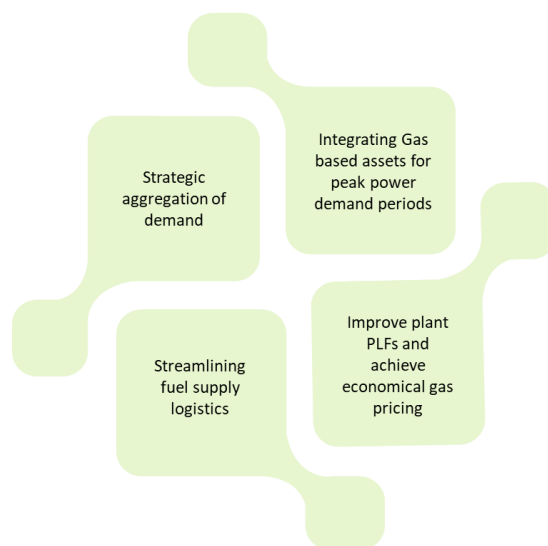 Strategic
aggregation of
demand
Integrating Gas
based assets for
peak power
demand periods
Streamlining
fuel supply
logistics
Improve plant
PLFs and
achieve
economical gas
pricing